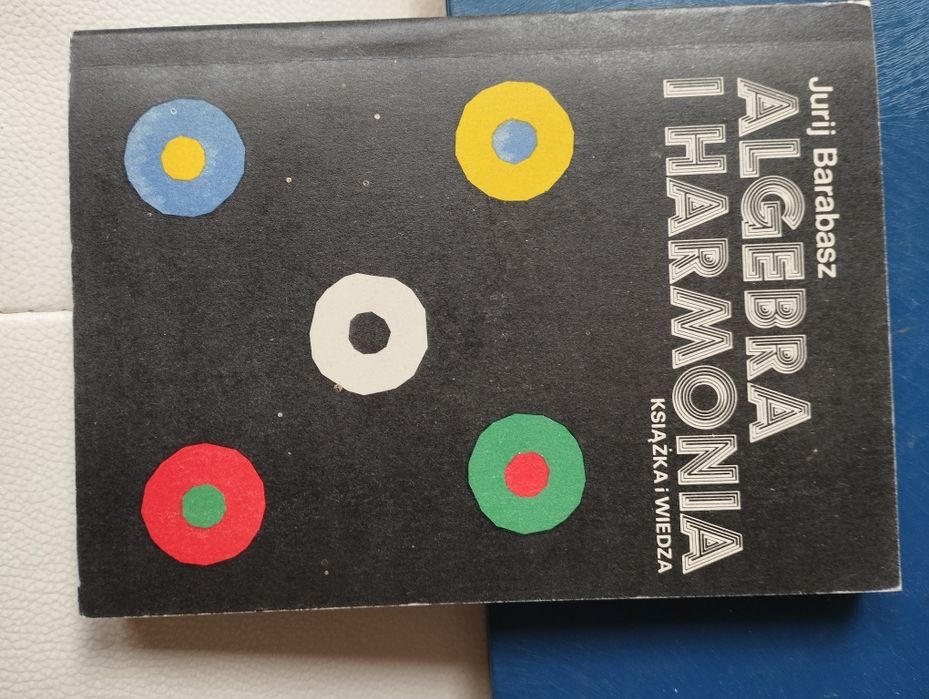 Jurij Barabasz
ALGEBRA
I HARMONIA
KSIĄŻKA i WIEDZA